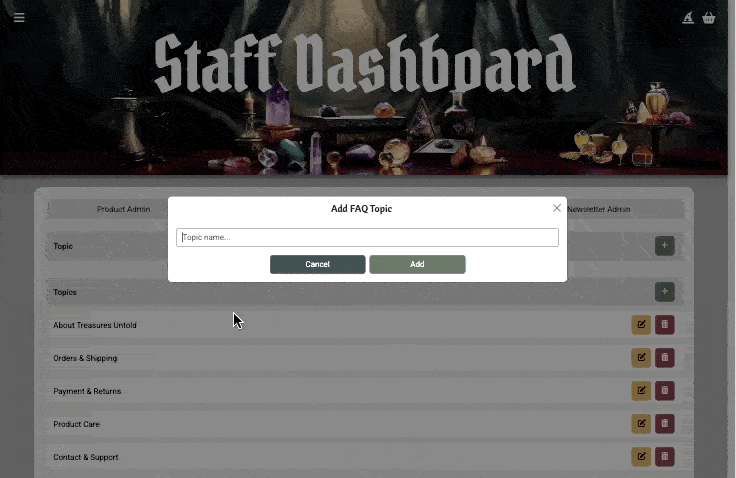 Staff Dashboard
Add FAQ Topic
Product Admin
Newsletter Admin
Topic name...
Topic
+
Cancel
Add
Topics
+
About Treasures Untold
Orders & Shipping
Payment & Returns
Product Care
Contact & Support